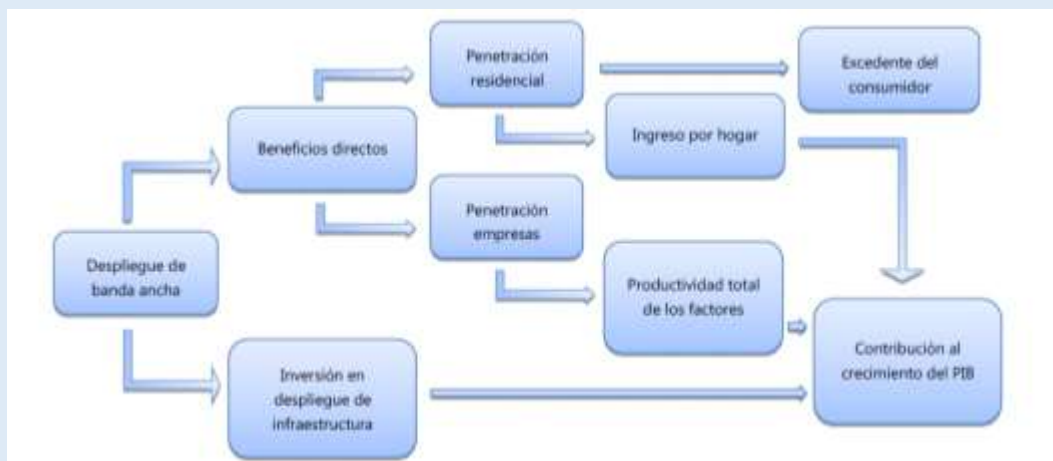 Penetración
residencial
Excedente del
consumidor
Beneficios directos
Ingreso por hogar
Penetración
empresas
Despliegue de
banda ancha
Productividad total
de los factores
Inversión en
despliegue de
infraestructura
Contribución al
crecimiento del PIB